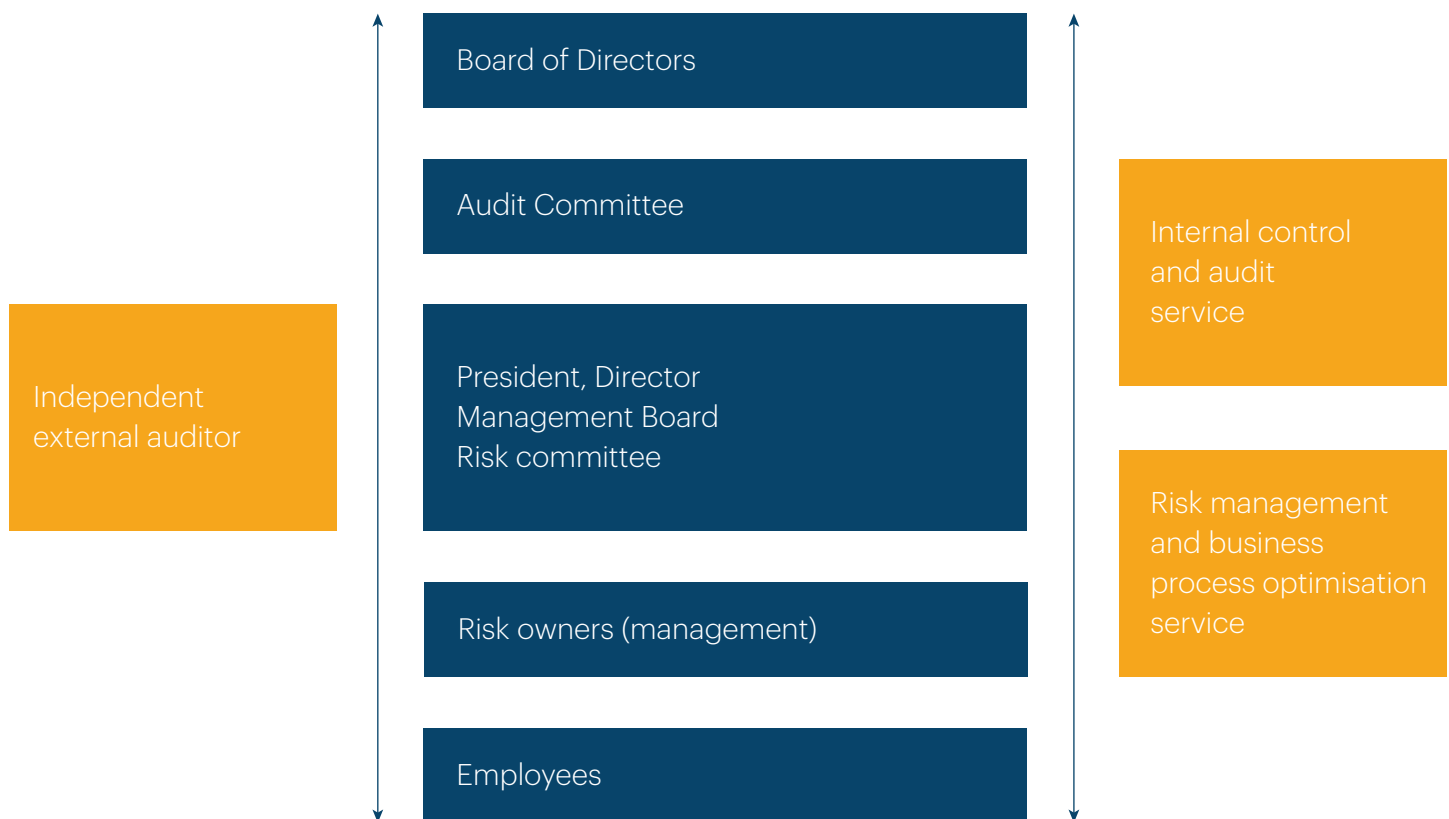 Board of Directors
Audit Committee
Internal control
and audit
service
Independent
external auditor
President, Director
Management Board
Risk committee
Risk management
and business
process optimisation
service
Risk owners (management)
Employees